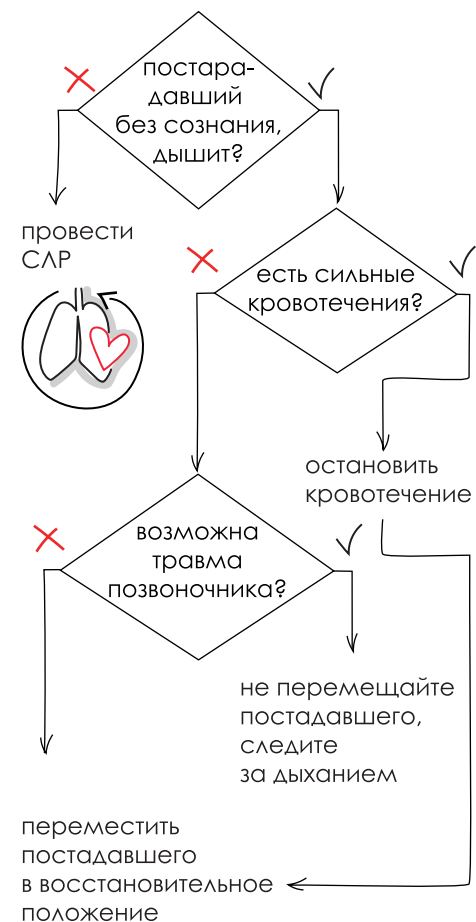 постара-
давший
без сознания,
дышит?
провести
СЛР
есть сильные
кровотечения?
остановить
кровотечение
возможна
травма
позвоночника?
не перемещайте
постадавшего,
следите
за дыханием
переместить
постадавшего
в восстановительное
положение